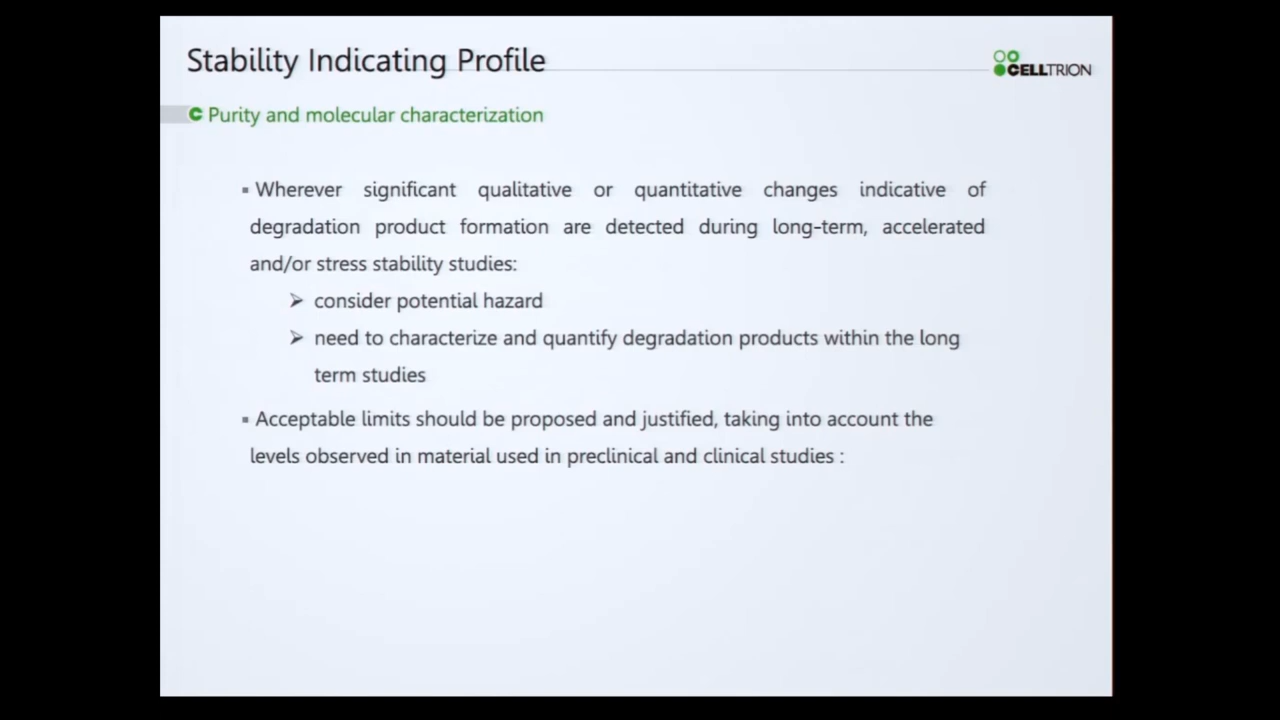 Stability Indicating Profile
CELLTRION
Purity and molecular characterization
▪ Wherever significant qualitative or quantitative changes indicative of
degradation product formation are detected during long-term, accelerated
and/or stress stability studies:
➢ consider potential hazard
➢ need to characterize and quantify degradation products within the long
term studies
▪ Acceptable limits should be proposed and justified, taking into account the
levels observed in material used in preclinical and clinical studies :